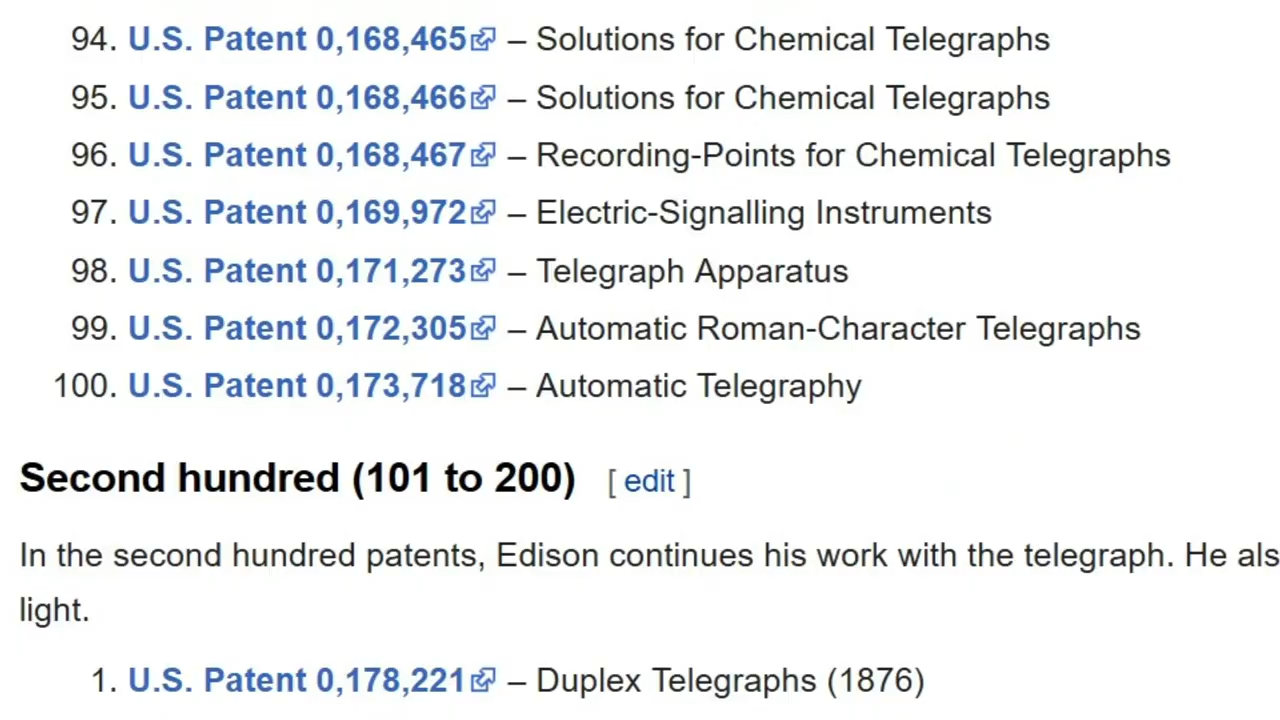 94. U.S. Patent 0,168,465 – Solutions for Chemical Telegraphs
95. U.S. Patent 0,168,466 – Solutions for Chemical Telegraphs
96. U.S. Patent 0,168,467 – Recording-Points for Chemical Telegraphs
97. U.S. Patent 0,169,972 – Electric-Signalling Instruments
98. U.S. Patent 0,171,273 – Telegraph Apparatus
99. U.S. Patent 0,172,305 – Automatic Roman-Character Telegraphs
100. U.S. Patent 0,173,718 – Automatic Telegraphy
Second hundred (101 to 200) [ edit ]
In the second hundred patents, Edison continues his work with the telegraph. He als
light.
1. U.S. Patent 0,178,221 – Duplex Telegraphs (1876)